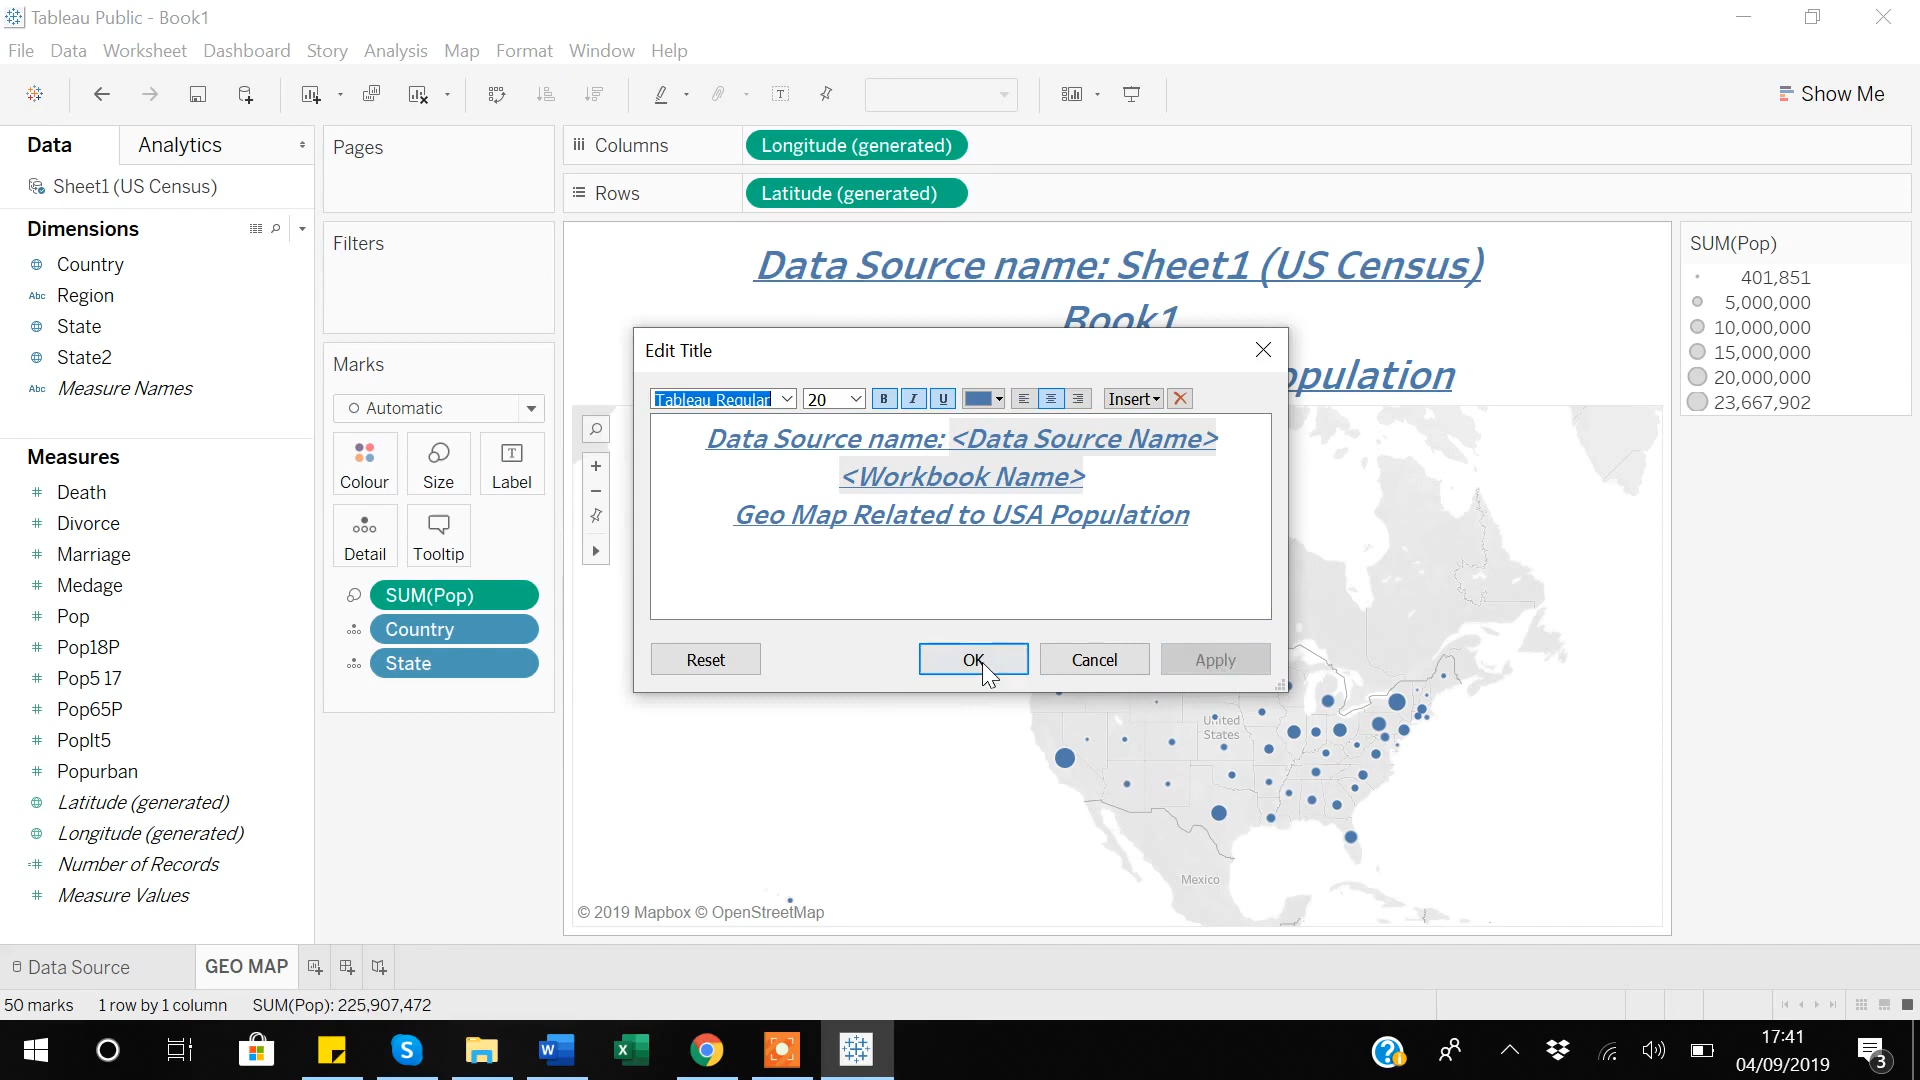 Tableau Public - Book1
File Data Worksheet Dashboard Story Analysis Map Format Window Help
Show Me
Data
Analytics
Sheet1 (US Census)
Dimensions
Country
Abc Region
State
State2
Abc Measure Names
Measures
Death
Divorce
Marriage
Medage
Pop
Pop18P
Pop5 17
Pop65P
Poplt5
Popurban
Latitude (generated)
Longitude (generated)
Number of Records
Measure Values
Pages
Filters
Marks
Automatic
Colour Size Label
Detail Tooltip
SUM(Pop)
Country
State
Columns Longitude (generated)
Rows Latitude (generated)
Data Source name: Sheet1 (US Census)
Book1
opulation
Edit Title
Tableau Regular 20 B I U Insert
Data Source name: <Data Source Name>
<Workbook Name>
Geo Map Related to USA Population
Reset OK Cancel Apply
United
States
Mexico
© 2019 Mapbox © OpenStreetMap
SUM(Pop)
401,851
5,000,000
10,000,000
15,000,000
20,000,000
23,667,902
Data Source GEO MAP
50 marks 1 row by 1 column SUM(Pop): 225,907,472
17:41
04/09/2019
3